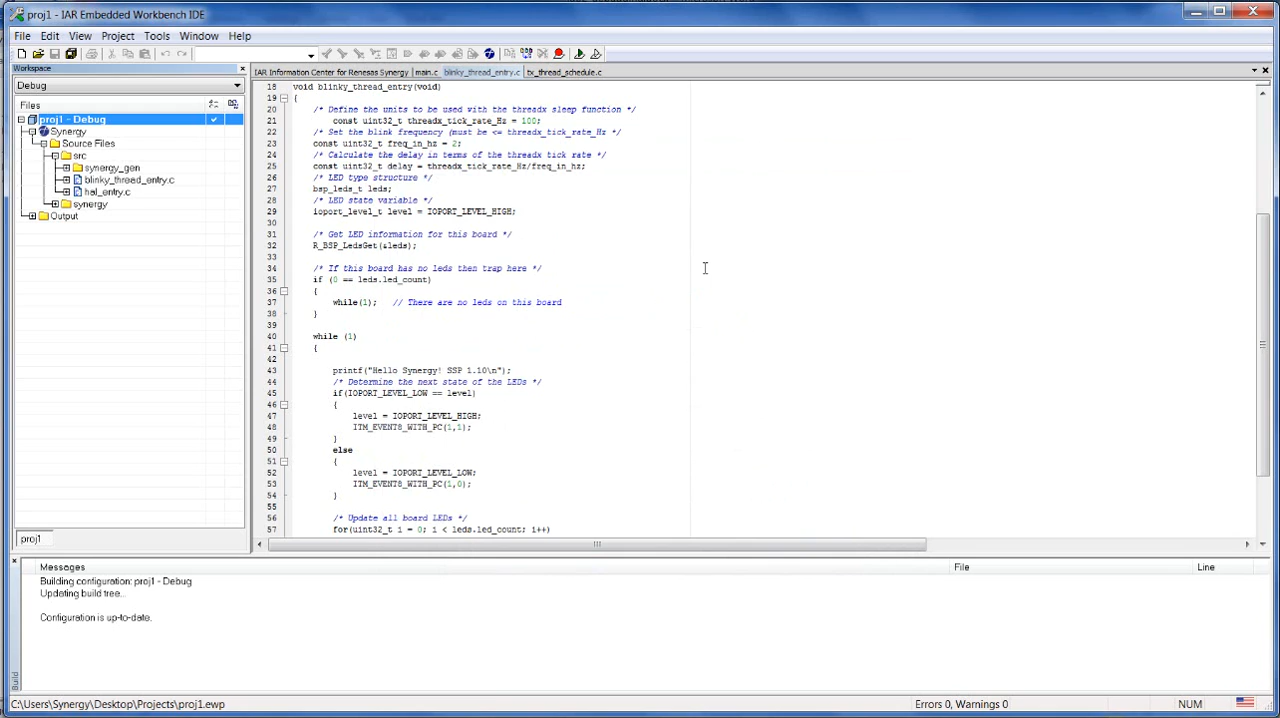 proj1 - IAR Embedded Workbench IDE
File Edit View Project Tools Window Help
Workspace
Debug
Files
proj1 - Debug
Synergy
Source Files
src
synergy_gen
blinky_thread_entry.c
hal_entry.c
synergy
Output
proj1
IAR Information Center for Renesas Synergy main.c blinky_thread_entry.c tx_thread_schedule.c
18 void blinky_thread_entry(void)
19 {
20 /* Define the units to be used with the threadx sleep function */
21 const uint32_t threadx_tick_rate_Hz = 100;
22 /* Set the blink frequency (must be <= threadx_tick_rate_Hz */
23 const uint32_t freq_in_hz = 2;
24 /* Calculate the delay in terms of the threadx tick rate */
25 const uint32_t delay = threadx_tick_rate_Hz/freq_in_hz;
26 /* LED type structure */
27 bsp_leds_t leds;
28 /* LED state variable */
29 ioport_level_t level = IOPORT_LEVEL_HIGH;
30
31 /* Get LED information for this board */
32 R_BSP_LedsGet(&leds);
33
34 /* If this board has no leds then trap here */
35 if (0 == leds.led_count)
36 {
37 while(1); // There are no leds on this board
38 }
39
40 while (1)
41 {
42
43 printf("Hello Synergy! SSP 1.10\n");
44 /* Determine the next state of the LEDs */
45 if(IOPORT_LEVEL_LOW == level)
46 {
47 level = IOPORT_LEVEL_HIGH;
48 ITM_EVENT8_WITH_PC(1,1);
49 }
50 else
51 {
52 level = IOPORT_LEVEL_LOW;
53 ITM_EVENT8_WITH_PC(1,0);
54 }
55
56 /* Update all board LEDs */
57 for(uint32_t i = 0; i < leds.led_count; i++)
Messages File Line
Building configuration: proj1 - Debug
Updating build tree...
Configuration is up-to-date.
Build
C:\Users\Synergy\Desktop\Projects\proj1.ewp Errors 0, Warnings 0 NUM